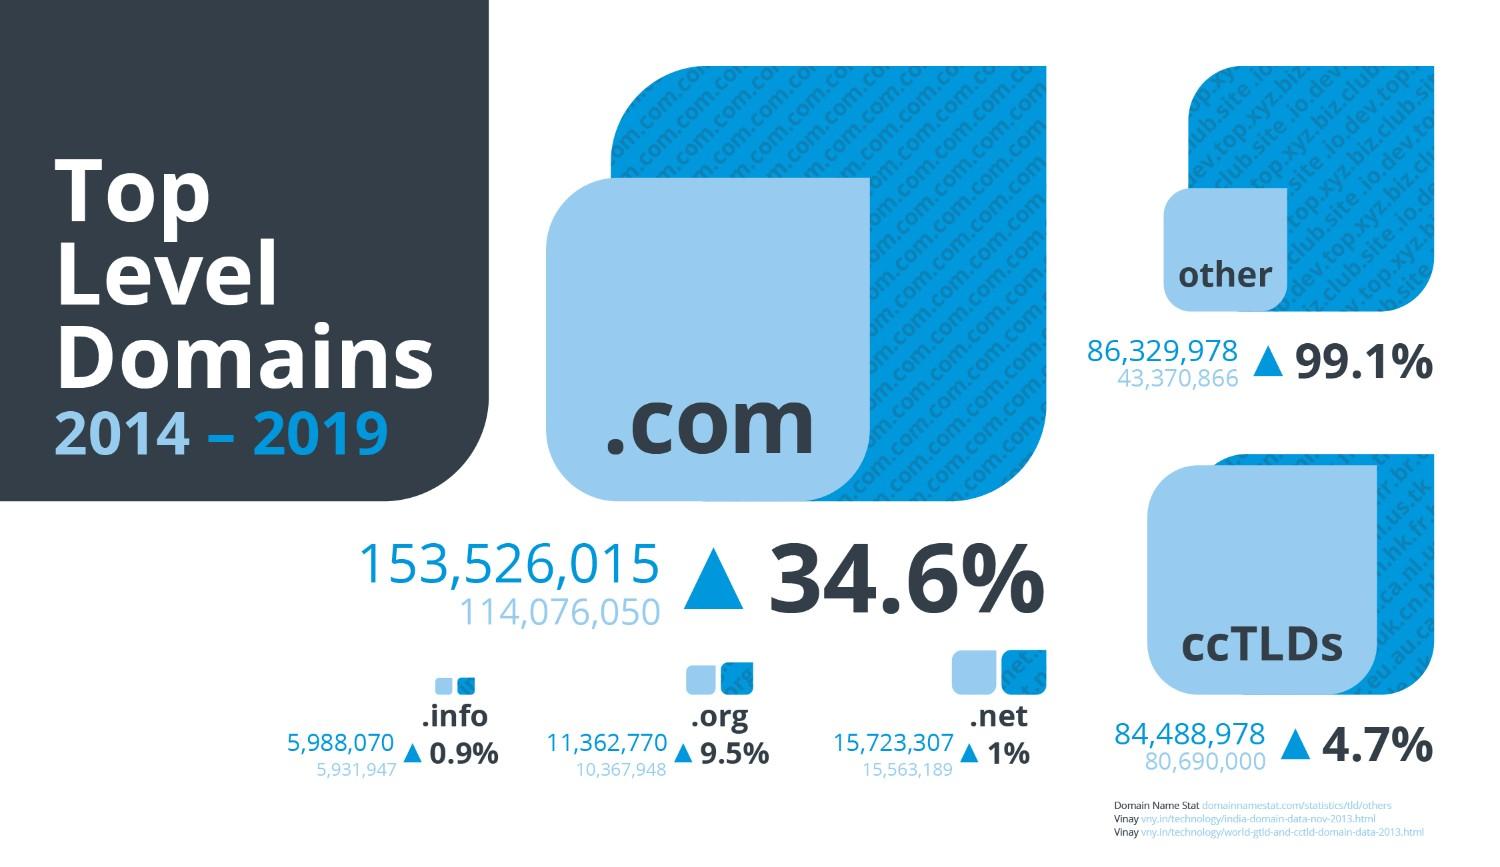 Top
Level
Domains
2014 – 2019
.com
153,526,015 ▲ 34.6%
114,076,050
other
86,329,978 ▲ 99.1%
43,370,866
ccTLDs
84,488,978 ▲ 4.7%
80,690,000
.info
5,988,070 ▲ 0.9%
5,931,947
.org
11,362,770 ▲ 9.5%
10,367,948
.net
15,723,307 ▲ 1%
15,563,189
Domain Name Stat domainnamestat.com/statistics/tld/others
Vinay vny.in/technology/india-domain-data-nov-2013.html
Vinay vny.in/technology/world-gtld-and-cctld-domain-data-2013.html